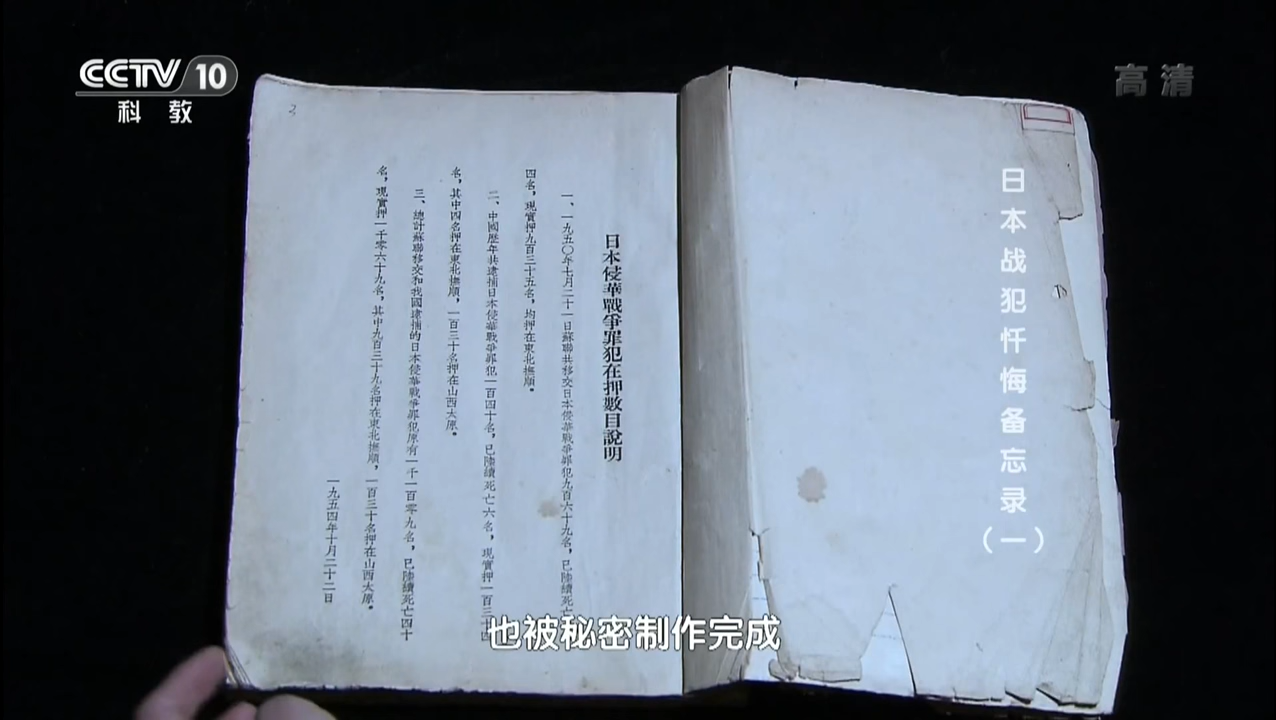 CCTV 10
科教
高清
日本战犯忏悔备忘录（一）
日本侵華戰爭罪犯在押數目説明
一、一九五〇年七月二十一日蘇聯共移交日本侵華戰爭罪犯九百六十九名，已陸續死亡
四名，現實押九百三十五名，均押在東北撫順。
二、中國歷年共逮捕日本侵華戰爭罪犯一百四十名，已陸續死亡六名，現實押一百三十四
名，其中四名押在東北撫順，一百三十名押在山西太原。
三、總計蘇聯移交和我國逮捕的日本侵華戰爭罪犯原有一千一百零九名，已陸續死亡四十
名，現實押一千零六十九名，其中九百三十九名押在東北撫順，一百三十名押在山西太原。
一九五四年十月二十二日
也被秘密制作完成